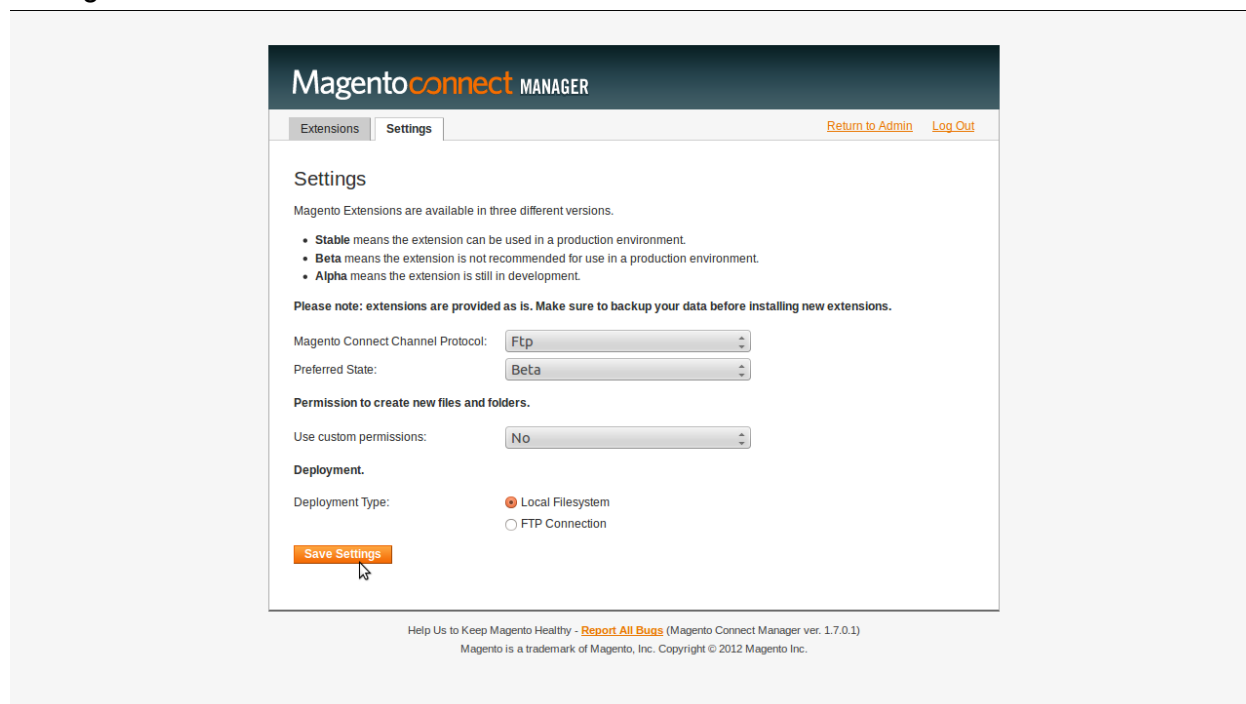 Magentoconnect MANAGER
Extensions Settings Return to Admin Log Out
Settings
Magento Extensions are available in three different versions.
• Stable means the extension can be used in a production environment.
• Beta means the extension is not recommended for use in a production environment.
• Alpha means the extension is still in development.
Please note: extensions are provided as is. Make sure to backup your data before installing new extensions.
Magento Connect Channel Protocol: Ftp
Preferred State: Beta
Permission to create new files and folders.
Use custom permissions: No
Deployment.
Deployment Type: Local Filesystem
FTP Connection
Save Settings
Help Us to Keep Magento Healthy - Report All Bugs (Magento Connect Manager ver. 1.7.0.1)
Magento is a trademark of Magento, Inc. Copyright © 2012 Magento Inc.